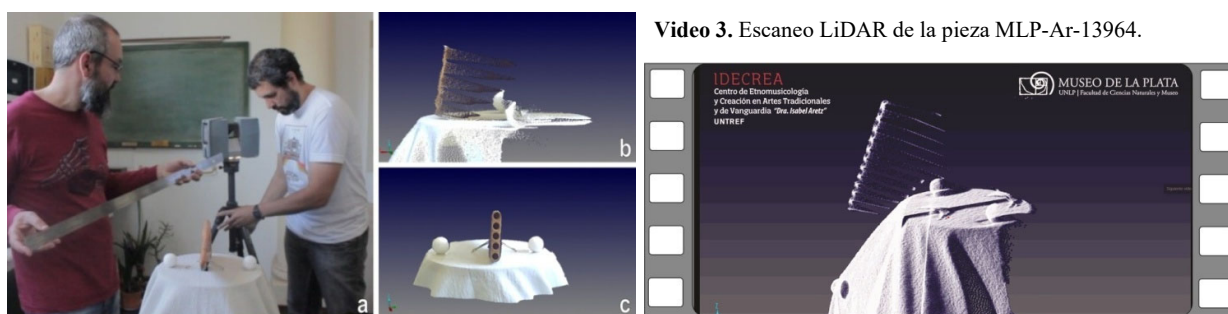 a
b
c
Video 3. Escaneo LiDAR de la pieza MLP-Ar-13964.
IDECREA
Centro de Etnomusicología
y Creación en Artes Tradicionales
y de Vanguardia "Dra. Isabel Aretz"
UNTREF
MUSEO DE LA PLATA
UNLP | Facultad de Ciencias Naturales y Museo